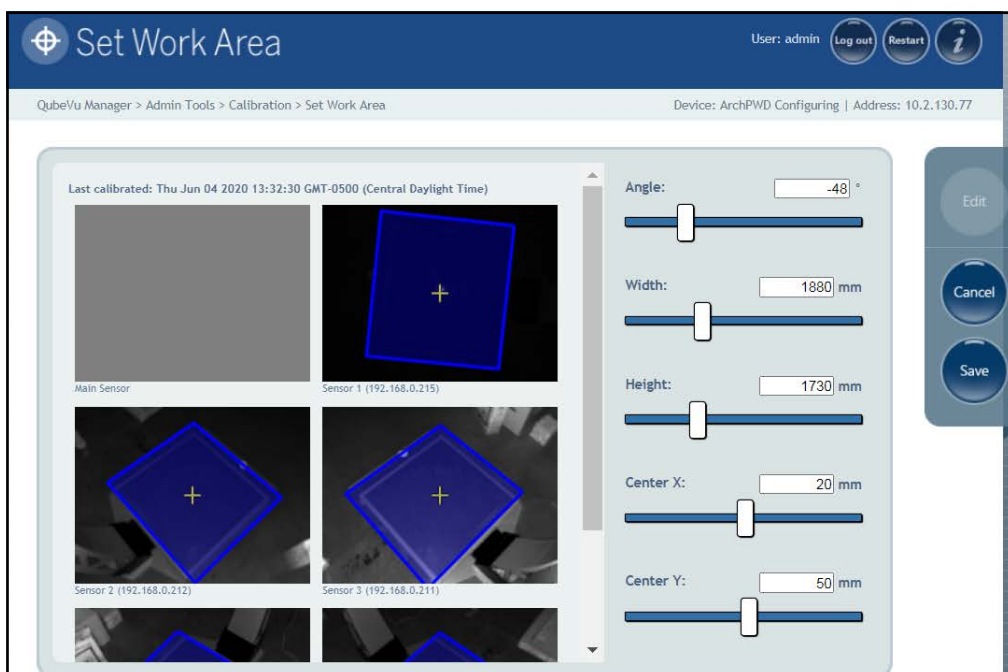 Set Work Area
User: admin
Log out
Restart
i
QubeVu Manager > Admin Tools > Calibration > Set Work Area
Device: ArchPWD Configuring | Address: 10.2.130.77
Last calibrated: Thu Jun 04 2020 13:32:30 GMT-0500 (Central Daylight Time)
Main Sensor
Sensor 1 (192.168.0.215)
Sensor 2 (192.168.0.212)
Sensor 3 (192.168.0.211)
Angle: -48 °
Width: 1880 mm
Height: 1730 mm
Center X: 20 mm
Center Y: 50 mm
Edit
Cancel
Save